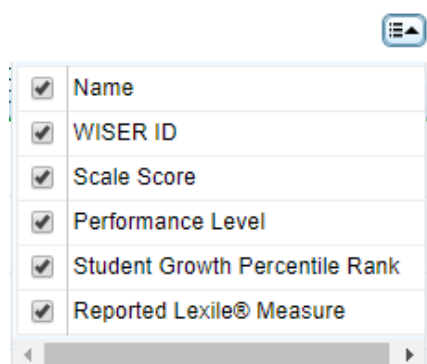 Name
WISER ID
Scale Score
Performance Level
Student Growth Percentile Rank
Reported Lexile® Measure